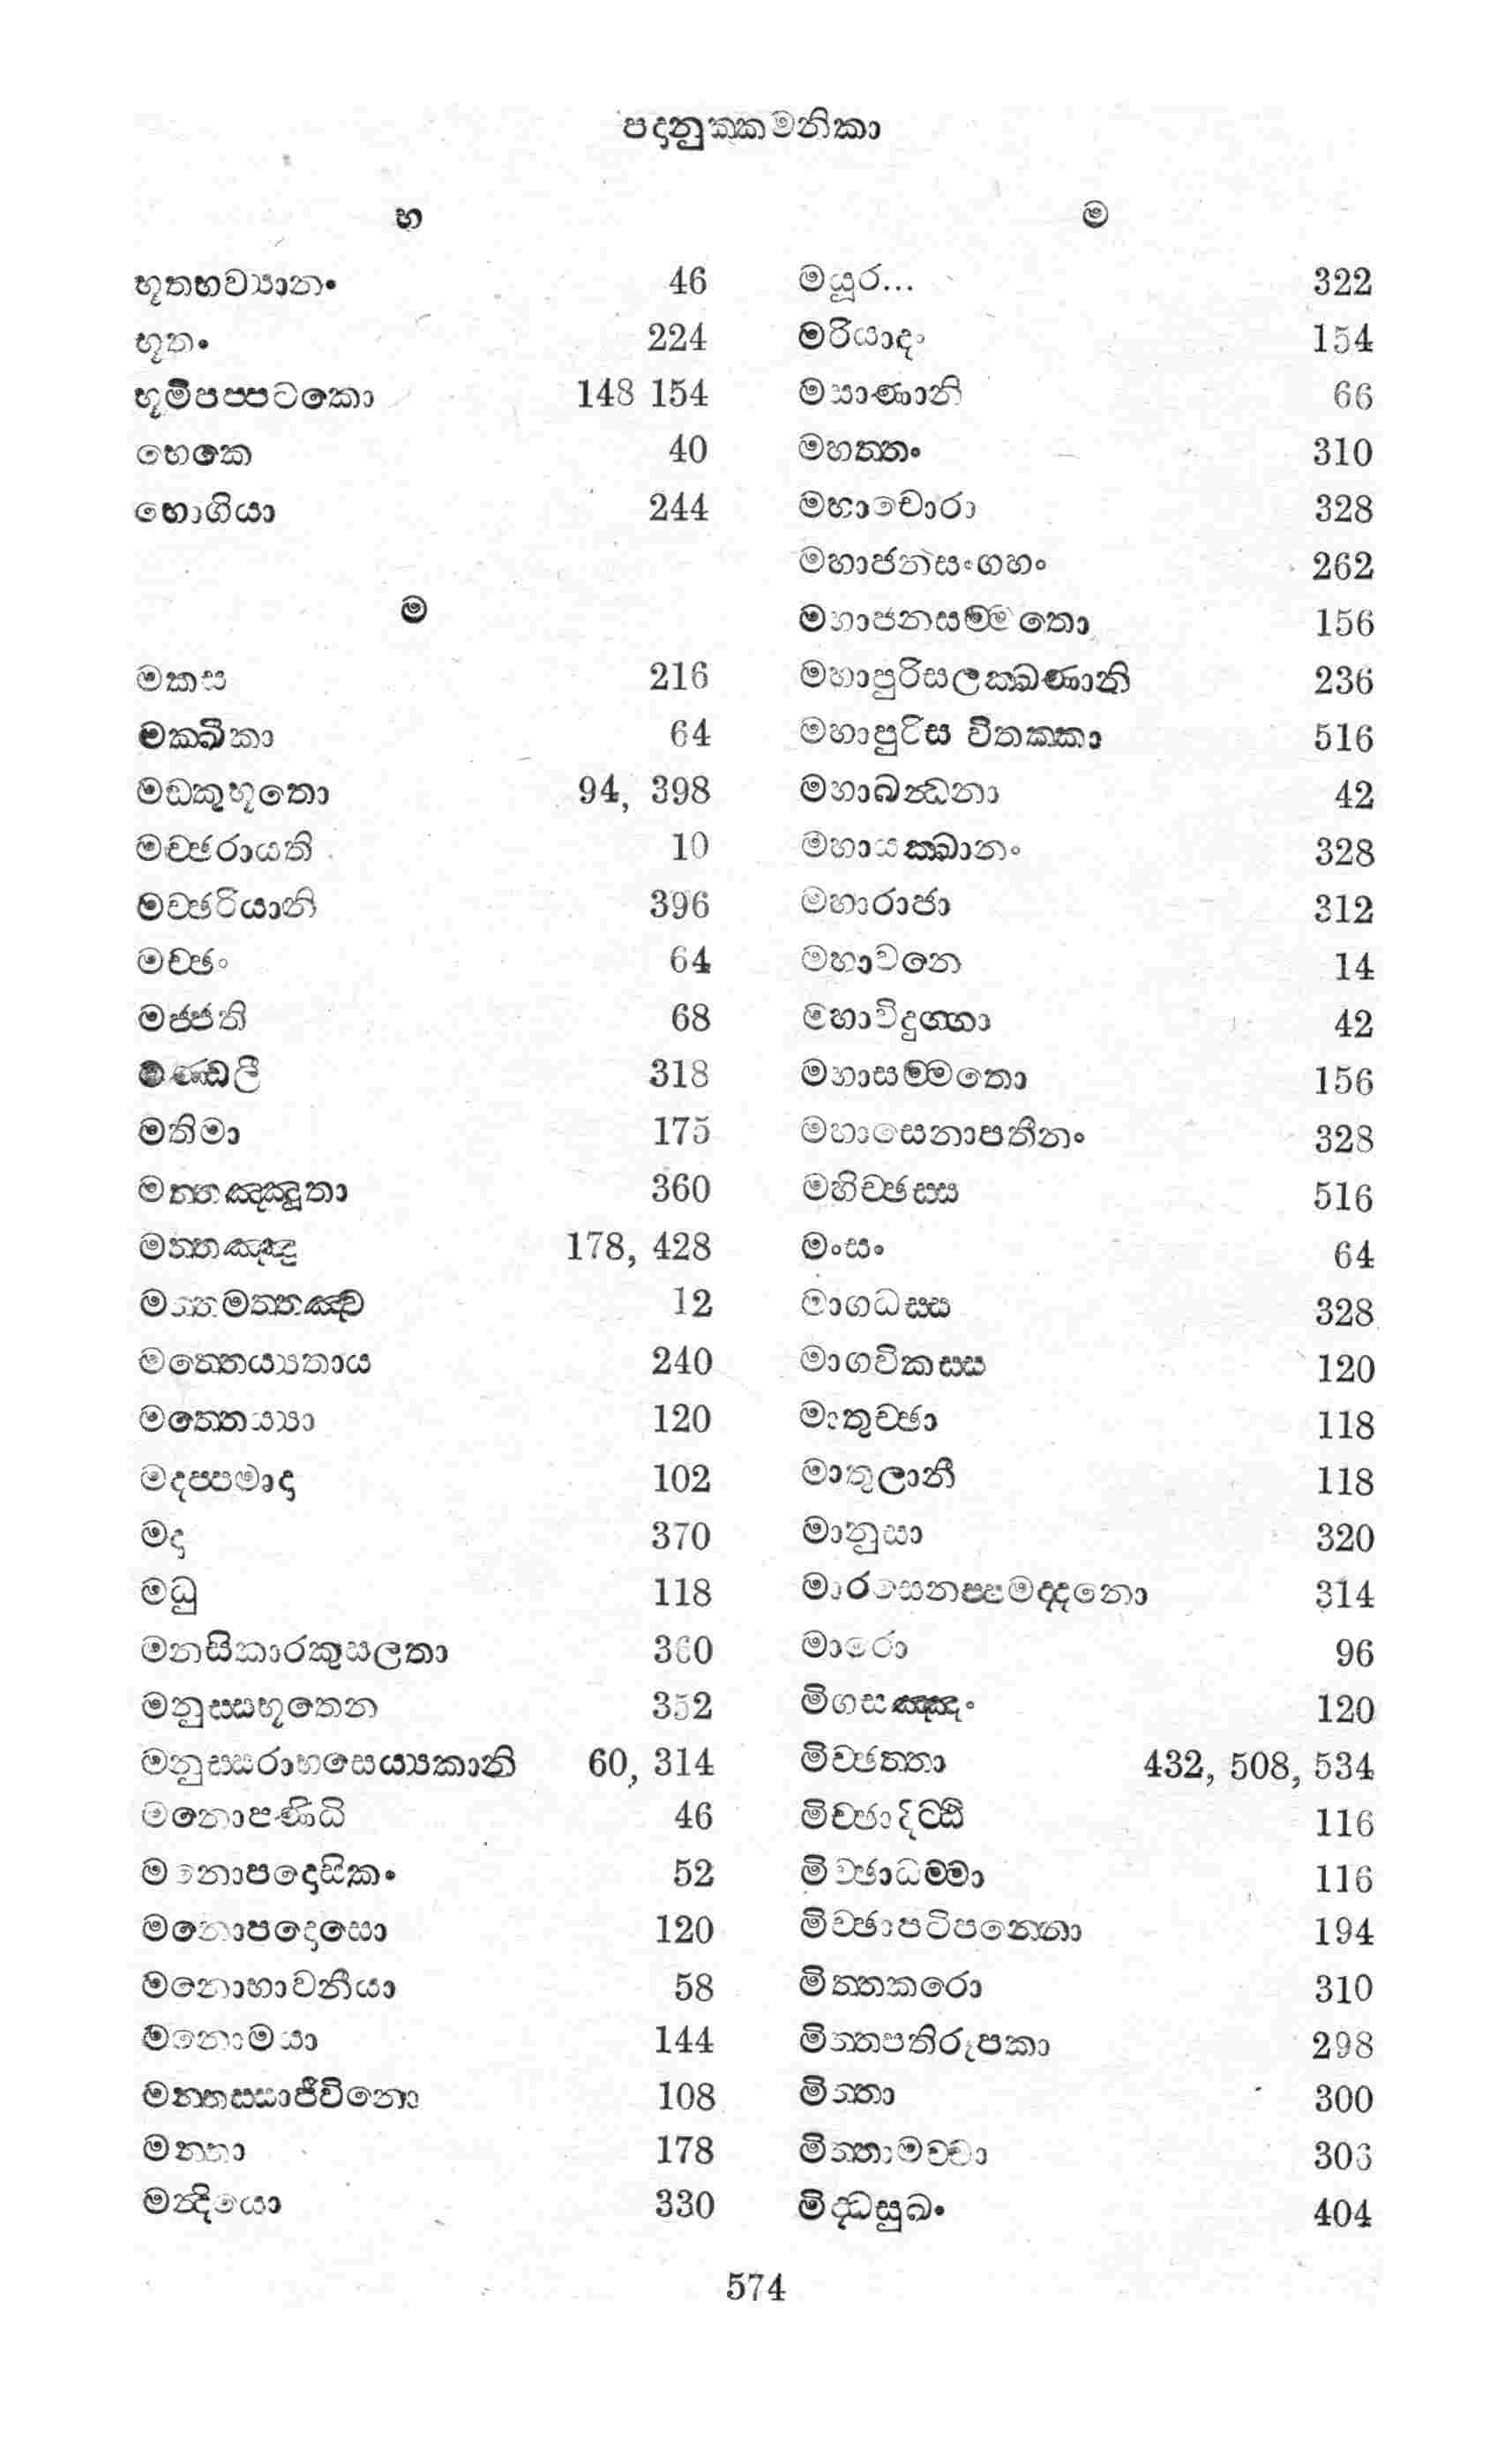 පදානුක්කමනිකා
භ
භූතභව්‍යානං 46
භූතං 224
භූමිපප්පටකො 148 154
භෙකෙ 40
භොගියා 244
ම
මකස 216
මක්ඛිකා 64
මඞ්කුභූතො 94, 398
මච්ඡරායති 10
මච්ඡරියානි 396
මච්ඡං 64
මජ්ජති 68
මණ්ඩලී 318
මතිමා 175
මත්තඤ්ඤුතා 360
මත්තඤ්ඤූ 178, 428
මත්තමත්තඤ්ච 12
මත්තෙය්‍යතාය 240
මත්තෙය්‍යා 120
මදප්පමාදා 102
මදා 370
මධු 118
මනසිකාරකුසලතා 360
මනුස්සභූතෙන 352
මනුස්සරාහසෙය්‍යකානි 60, 314
මනොපණිධි 46
මනොපදොසිකං 52
මනොපදොසො 120
මනොභාවනීයා 58
මනොමයා 144
මන්තස්සාජීවිනො 108
මන්තා 178
මන්දියො 330
ම
මයූර... 322
මරියාදං 154
මසාණානි 66
මහත්තං 310
මහාචොරා 328
මහාජනසංගහං 262
මහාජනසම්මතො 156
මහාපුරිසලක්ඛණානි 236
මහාපුරිස විතක්කා 516
මහාබන්ධනා 42
මහායක්ඛානං 328
මහාරාජා 312
මහාවනෙ 14
මහාවිදුග්ගා 42
මහාසම්මතො 156
මහාසෙනාපතීනං 328
මහිච්ඡස්ස 516
මංසං 64
මාගධස්ස 328
මාගවිකස්ස 120
මාතුච්ඡා 118
මාතුලානී 118
මානුසා 320
මාරසෙනප්පමද්දනො 314
මාරො 96
මිගසඤ්ඤං 120
මිච්ඡත්තා 432, 508, 534
මිච්ඡාදිට්ඨි 116
මිච්ඡාධම්මා 116
මිච්ඡාපටිපන්නො 194
මිත්තකරො 310
මිත්තපතිරූපකා 298
මිත්තා 300
මිත්තාමච්චා 303
මිද්ධසුඛං 404
574